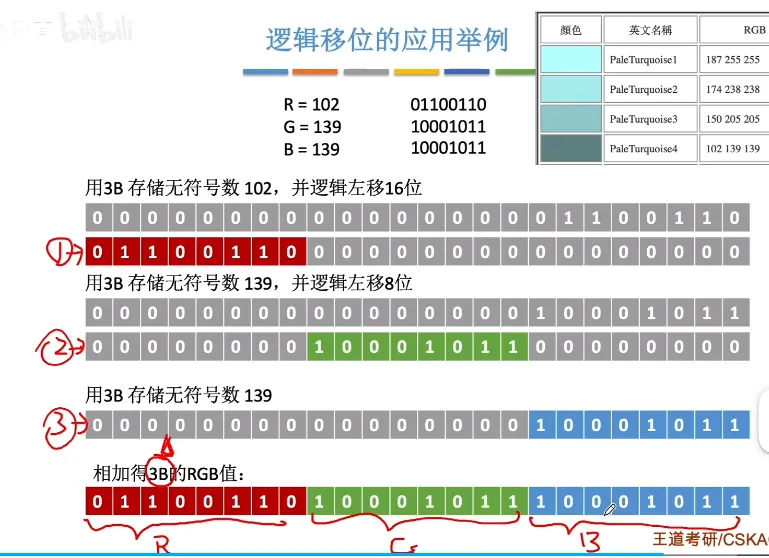 bilibili
逻辑移位的应用举例
顏色 英文名稱 RGB
PaleTurquoise1 187 255 255
PaleTurquoise2 174 238 238
PaleTurquoise3 150 205 205
PaleTurquoise4 102 139 139
R = 102 01100110
G = 139 10001011
B = 139 10001011
用3B 存储无符号数 102，并逻辑左移16位
0 0 0 0 0 0 0 0 0 0 0 0 0 0 0 0 0 1 1 0 0 1 1 0
① 0 1 1 0 0 1 1 0 0 0 0 0 0 0 0 0 0 0 0 0 0 0 0 0
用3B 存储无符号数 139，并逻辑左移8位
0 0 0 0 0 0 0 0 0 0 0 0 0 0 0 0 1 0 0 0 1 0 1 1
② 0 0 0 0 0 0 0 0 1 0 0 0 1 0 1 1 0 0 0 0 0 0 0 0
用3B 存储无符号数 139
③ 0 0 0 0 0 0 0 0 0 0 0 0 0 0 0 0 1 0 0 0 1 0 1 1
相加得3B的RGB值：
0 1 1 0 0 1 1 0 1 0 0 0 1 0 1 1 1 0 0 0 1 0 1 1
R G B
王道考研/CSKAO